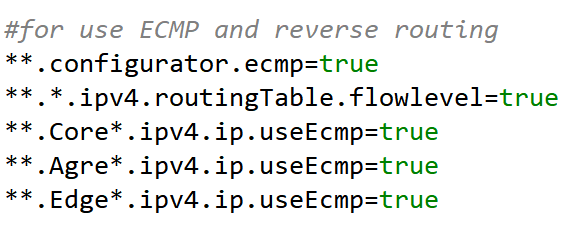 #for use ECMP and reverse routing
**.configurator.ecmp=true
**.*.ipv4.routingTable.flowlevel=true
**.Core*.ipv4.ip.useEcmp=true
**.Agre*.ipv4.ip.useEcmp=true
**.Edge*.ipv4.ip.useEcmp=true